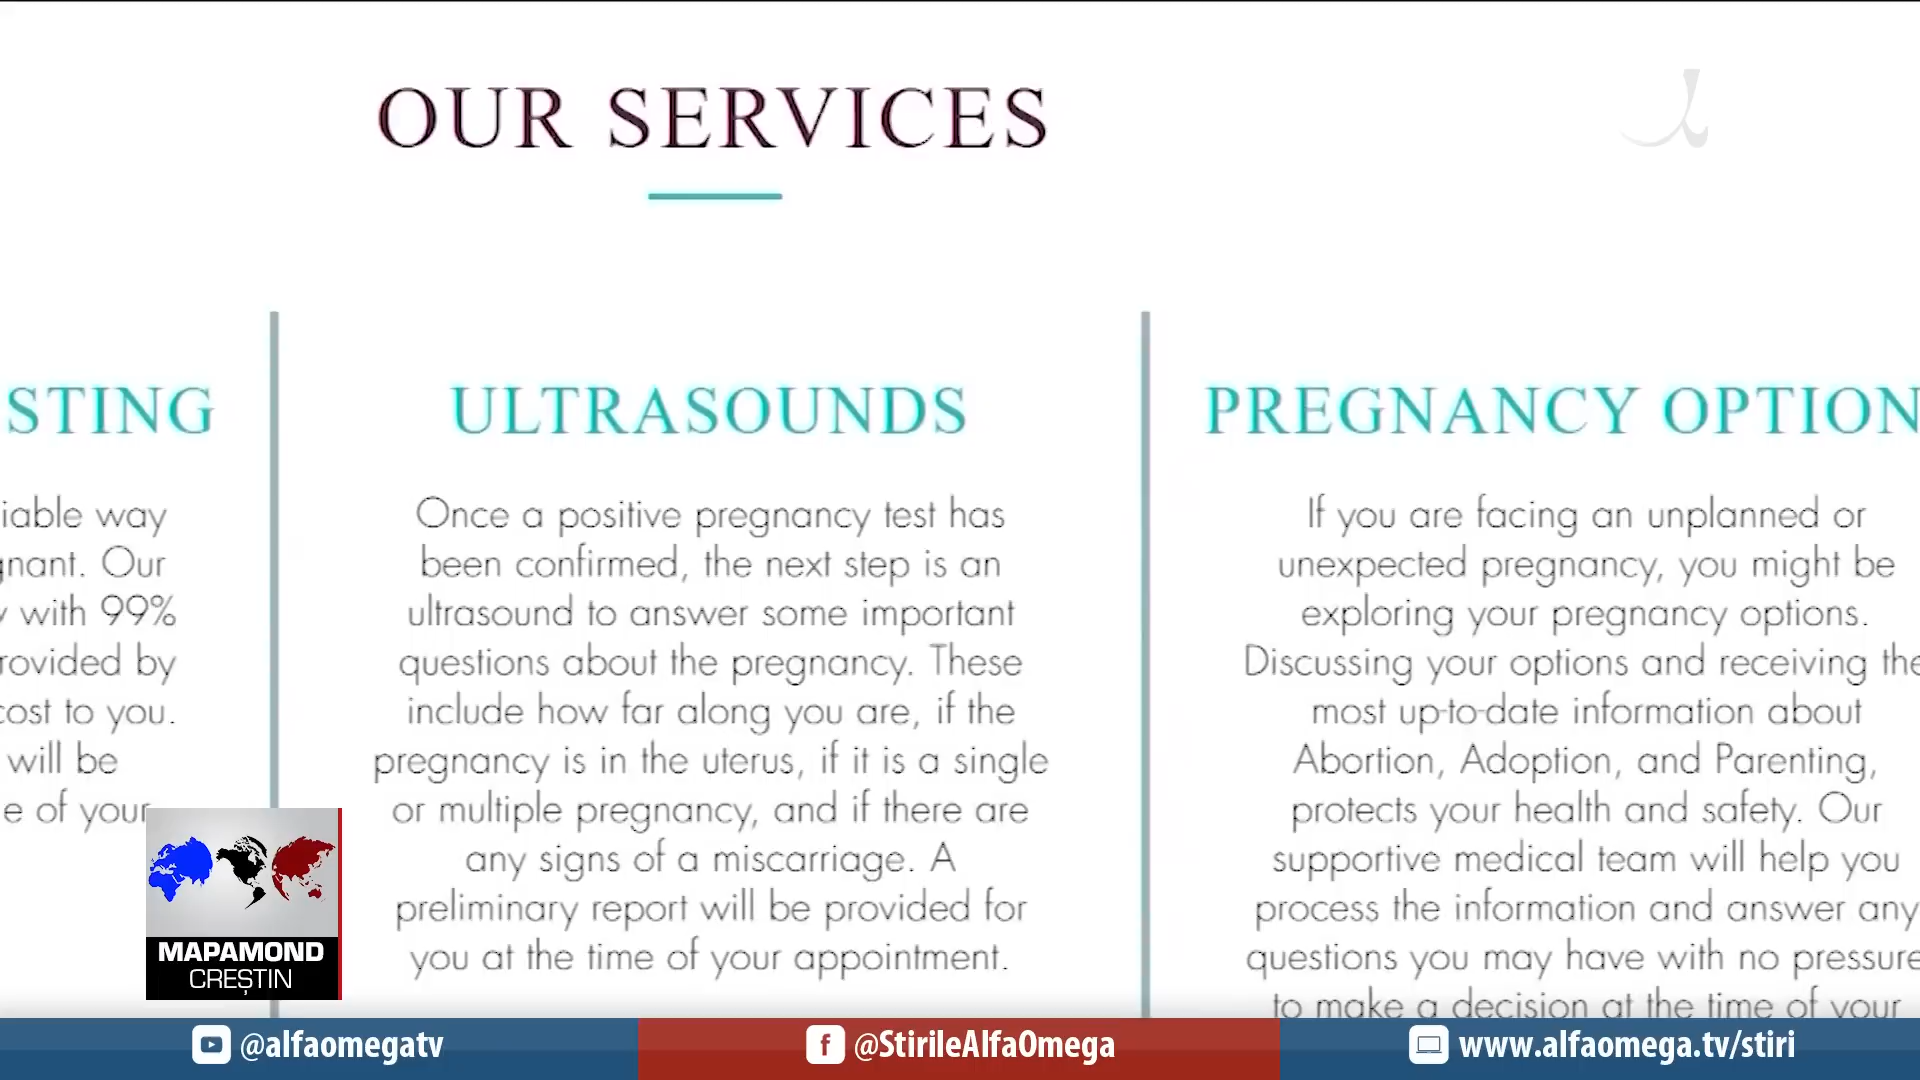 OUR SERVICES
STING
iable way
gnant. Our
y with 99%
rovided by
cost to you.
will be
e of your
ULTRASOUNDS
Once a positive pregnancy test has
been confirmed, the next step is an
ultrasound to answer some important
questions about the pregnancy. These
include how far along you are, if the
pregnancy is in the uterus, if it is a single
or multiple pregnancy, and if there are
any signs of a miscarriage. A
preliminary report will be provided for
you at the time of your appointment.
PREGNANCY OPTION
If you are facing an unplanned or
unexpected pregnancy, you might be
exploring your pregnancy options.
Discussing your options and receiving the
most up-to-date information about
Abortion, Adoption, and Parenting,
protects your health and safety. Our
supportive medical team will help you
process the information and answer any
questions you may have with no pressure
to make a decision at the time of your
MAPAMOND
CREȘTIN
@alfaomegatv
@StirileAlfaOmega
www.alfaomega.tv/stiri